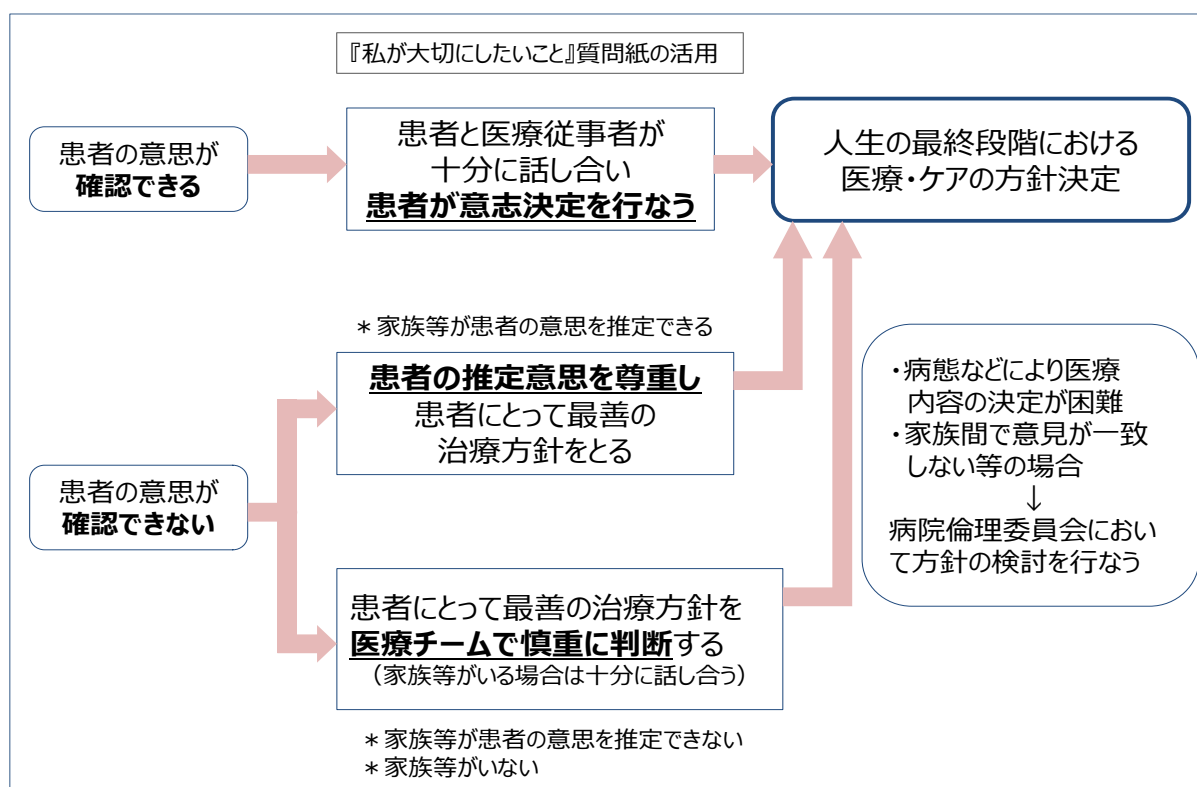 『私が大切にしたいこと』質問紙の活用
患者の意思が
確認できる
患者と医療従事者が
十分に話し合い
患者が意志決定を行なう
人生の最終段階における
医療・ケアの方針決定
＊家族等が患者の意思を推定できる
患者の推定意思を尊重し
患者にとって最善の
治療方針をとる
患者の意思が
確認できない
患者にとって最善の治療方針を
医療チームで慎重に判断する
（家族等がいる場合は十分に話し合う）
＊家族等が患者の意思を推定できない
＊家族等がいない
・病態などにより医療
内容の決定が困難
・家族間で意見が一致
しない等の場合
↓
病院倫理委員会におい
て方針の検討を行なう